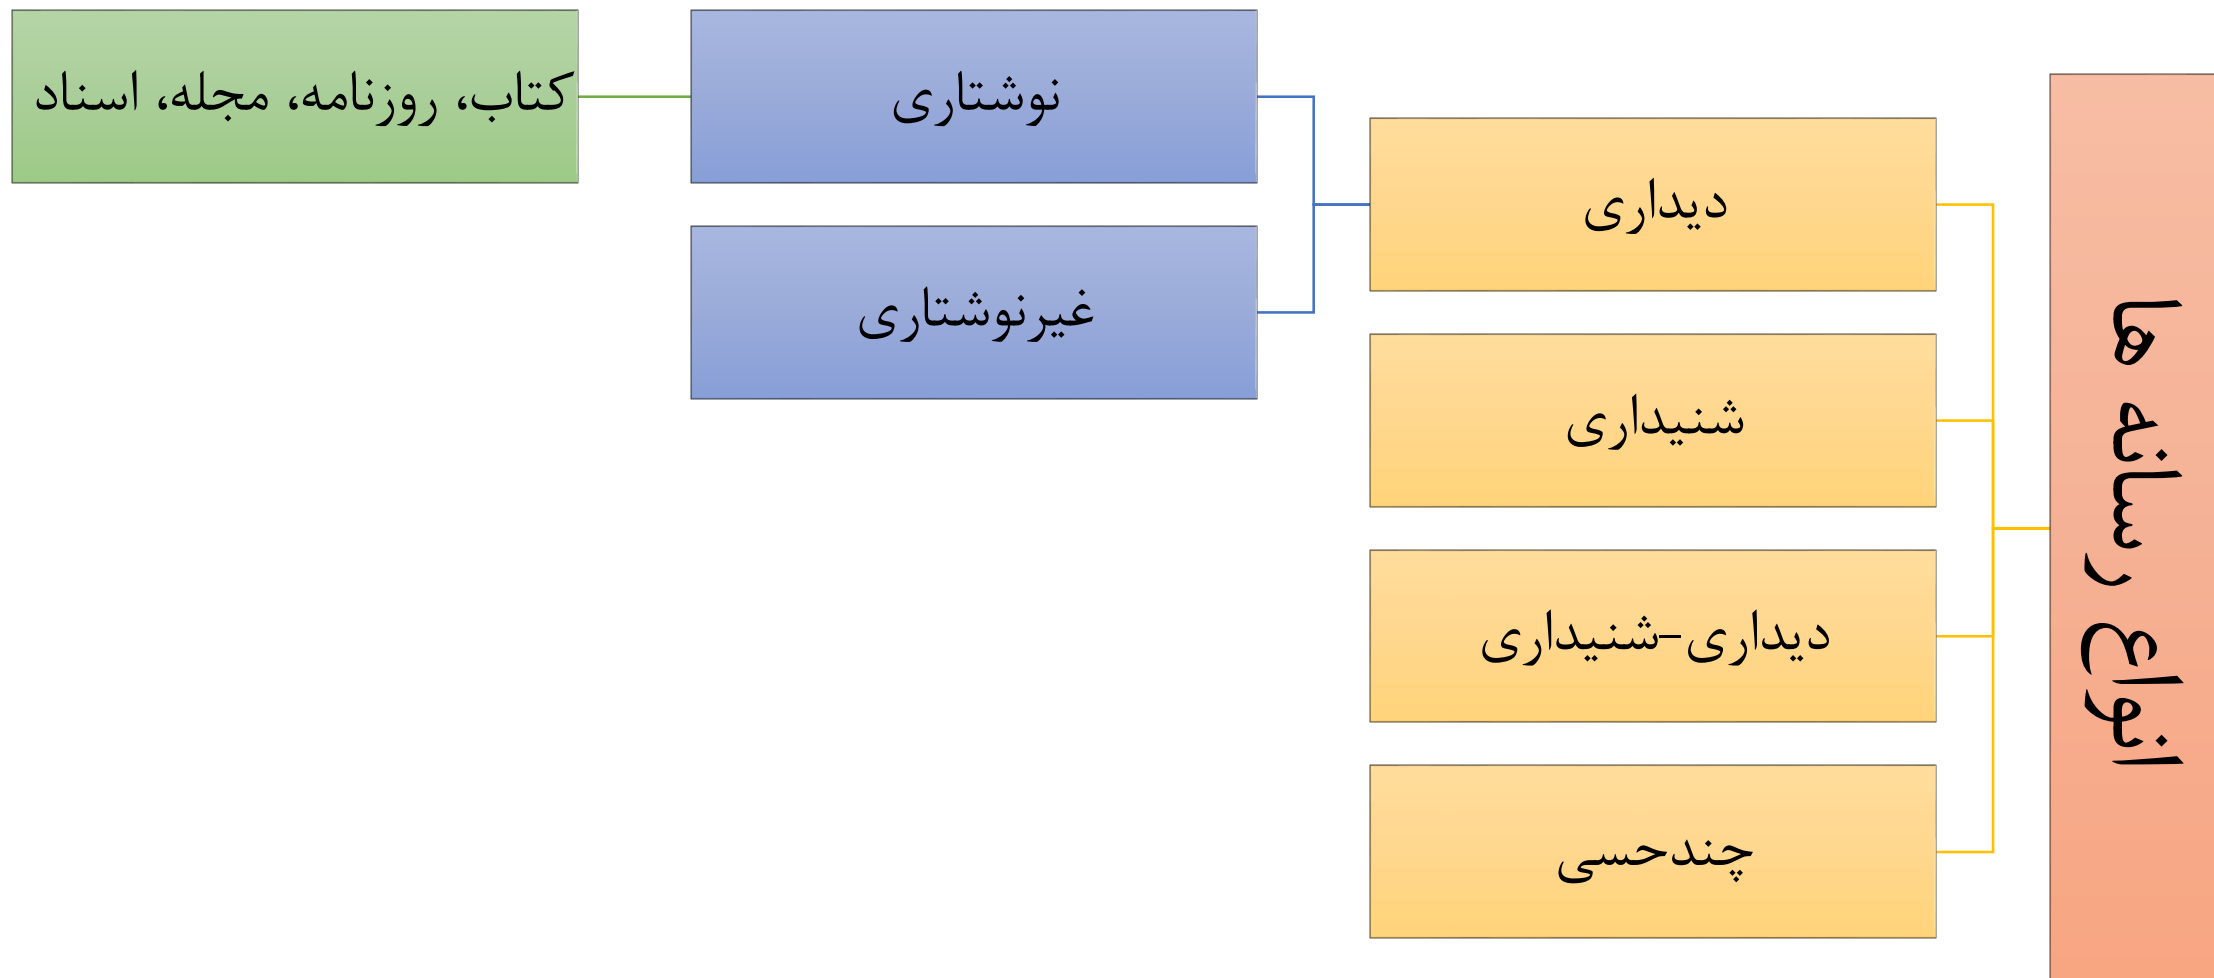 انواع رسانه ها
دیداری
نوشتاری
کتاب، روزنامه، مجله، اسناد
غیرنوشتاری
شنیداری
دیداری-شنیداری
چندحسی